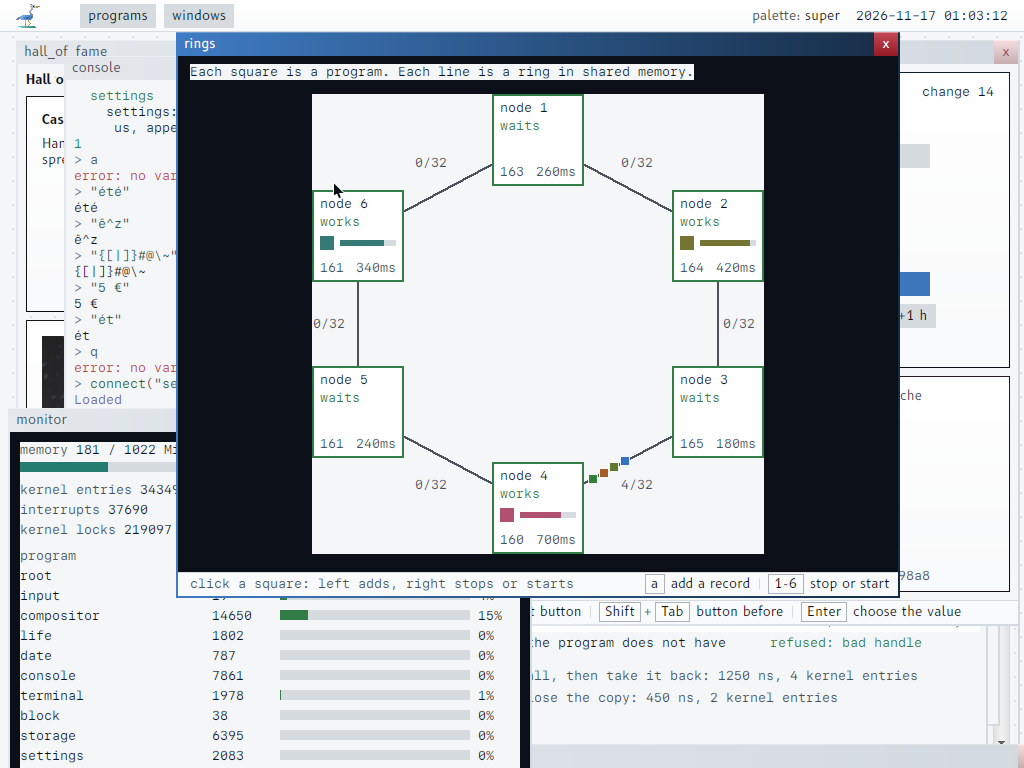 programs windows palette: super 2026-11-17 01:03:12
hall_of_fame
Hall o
Cas
Han
spre
console
settings
settings:
us, appe
1
> a
error: no var
> "été"
été
> "ê^z"
ê^z
> "{[|]}#@\~"
{[|]}#@\~
> "5 €"
5 €
> "ét"
ét
> q
error: no var
> connect("se
Loaded
rings x
Each square is a program. Each line is a ring in shared memory.
node 1
waits
163 260ms
0/32 0/32
node 6
works
161 340ms
node 2
works
164 420ms
0/32 0/32
node 5
waits
161 240ms
node 3
waits
165 180ms
0/32 4/32
node 4
works
160 700ms
click a square: left adds, right stops or starts a add a record 1-6 stop or start
x
change 14
+1 h
che
98a8
t button Shift + Tab button before Enter choose the value
the program does not have refused: bad handle
all, then take it back: 1250 ns, 4 kernel entries
lose the copy: 450 ns, 2 kernel entries
monitor
memory 181 / 1022 Mi
kernel entries 34349
interrupts 37690
kernel locks 219097
program
root
input
compositor 14650 15%
life 1802 0%
date 787 0%
console 7861 0%
terminal 1978 1%
block 38 0%
storage 6395 0%
settings 2083 0%